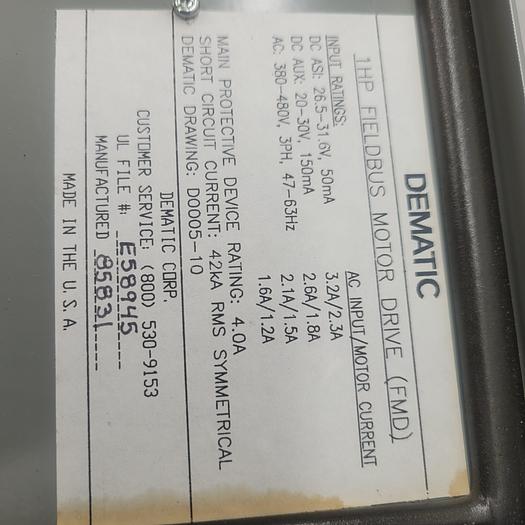 DEMATIC
1HP FIELDBUS MOTOR DRIVE (FMD)
INPUT RATINGS: AC INPUT/MOTOR CURRENT
DC ASI: 26.5-31.6V, 50mA 3.2A/2.3A
DC AUX: 20-30V, 150mA 2.6A/1.8A
AC: 380-480V, 3PH, 47-63Hz 2.1A/1.5A
1.6A/1.2A
MAIN PROTECTIVE DEVICE RATING: 4.0A
SHORT CIRCUIT CURRENT: 42kA RMS SYMMETRICAL
DEMATIC DRAWING: D0005-10
DEMATIC CORP.
CUSTOMER SERVICE: (800) 530-9153
UL FILE #: E58945
MANUFACTURED 85831
MADE IN THE U.S.A.